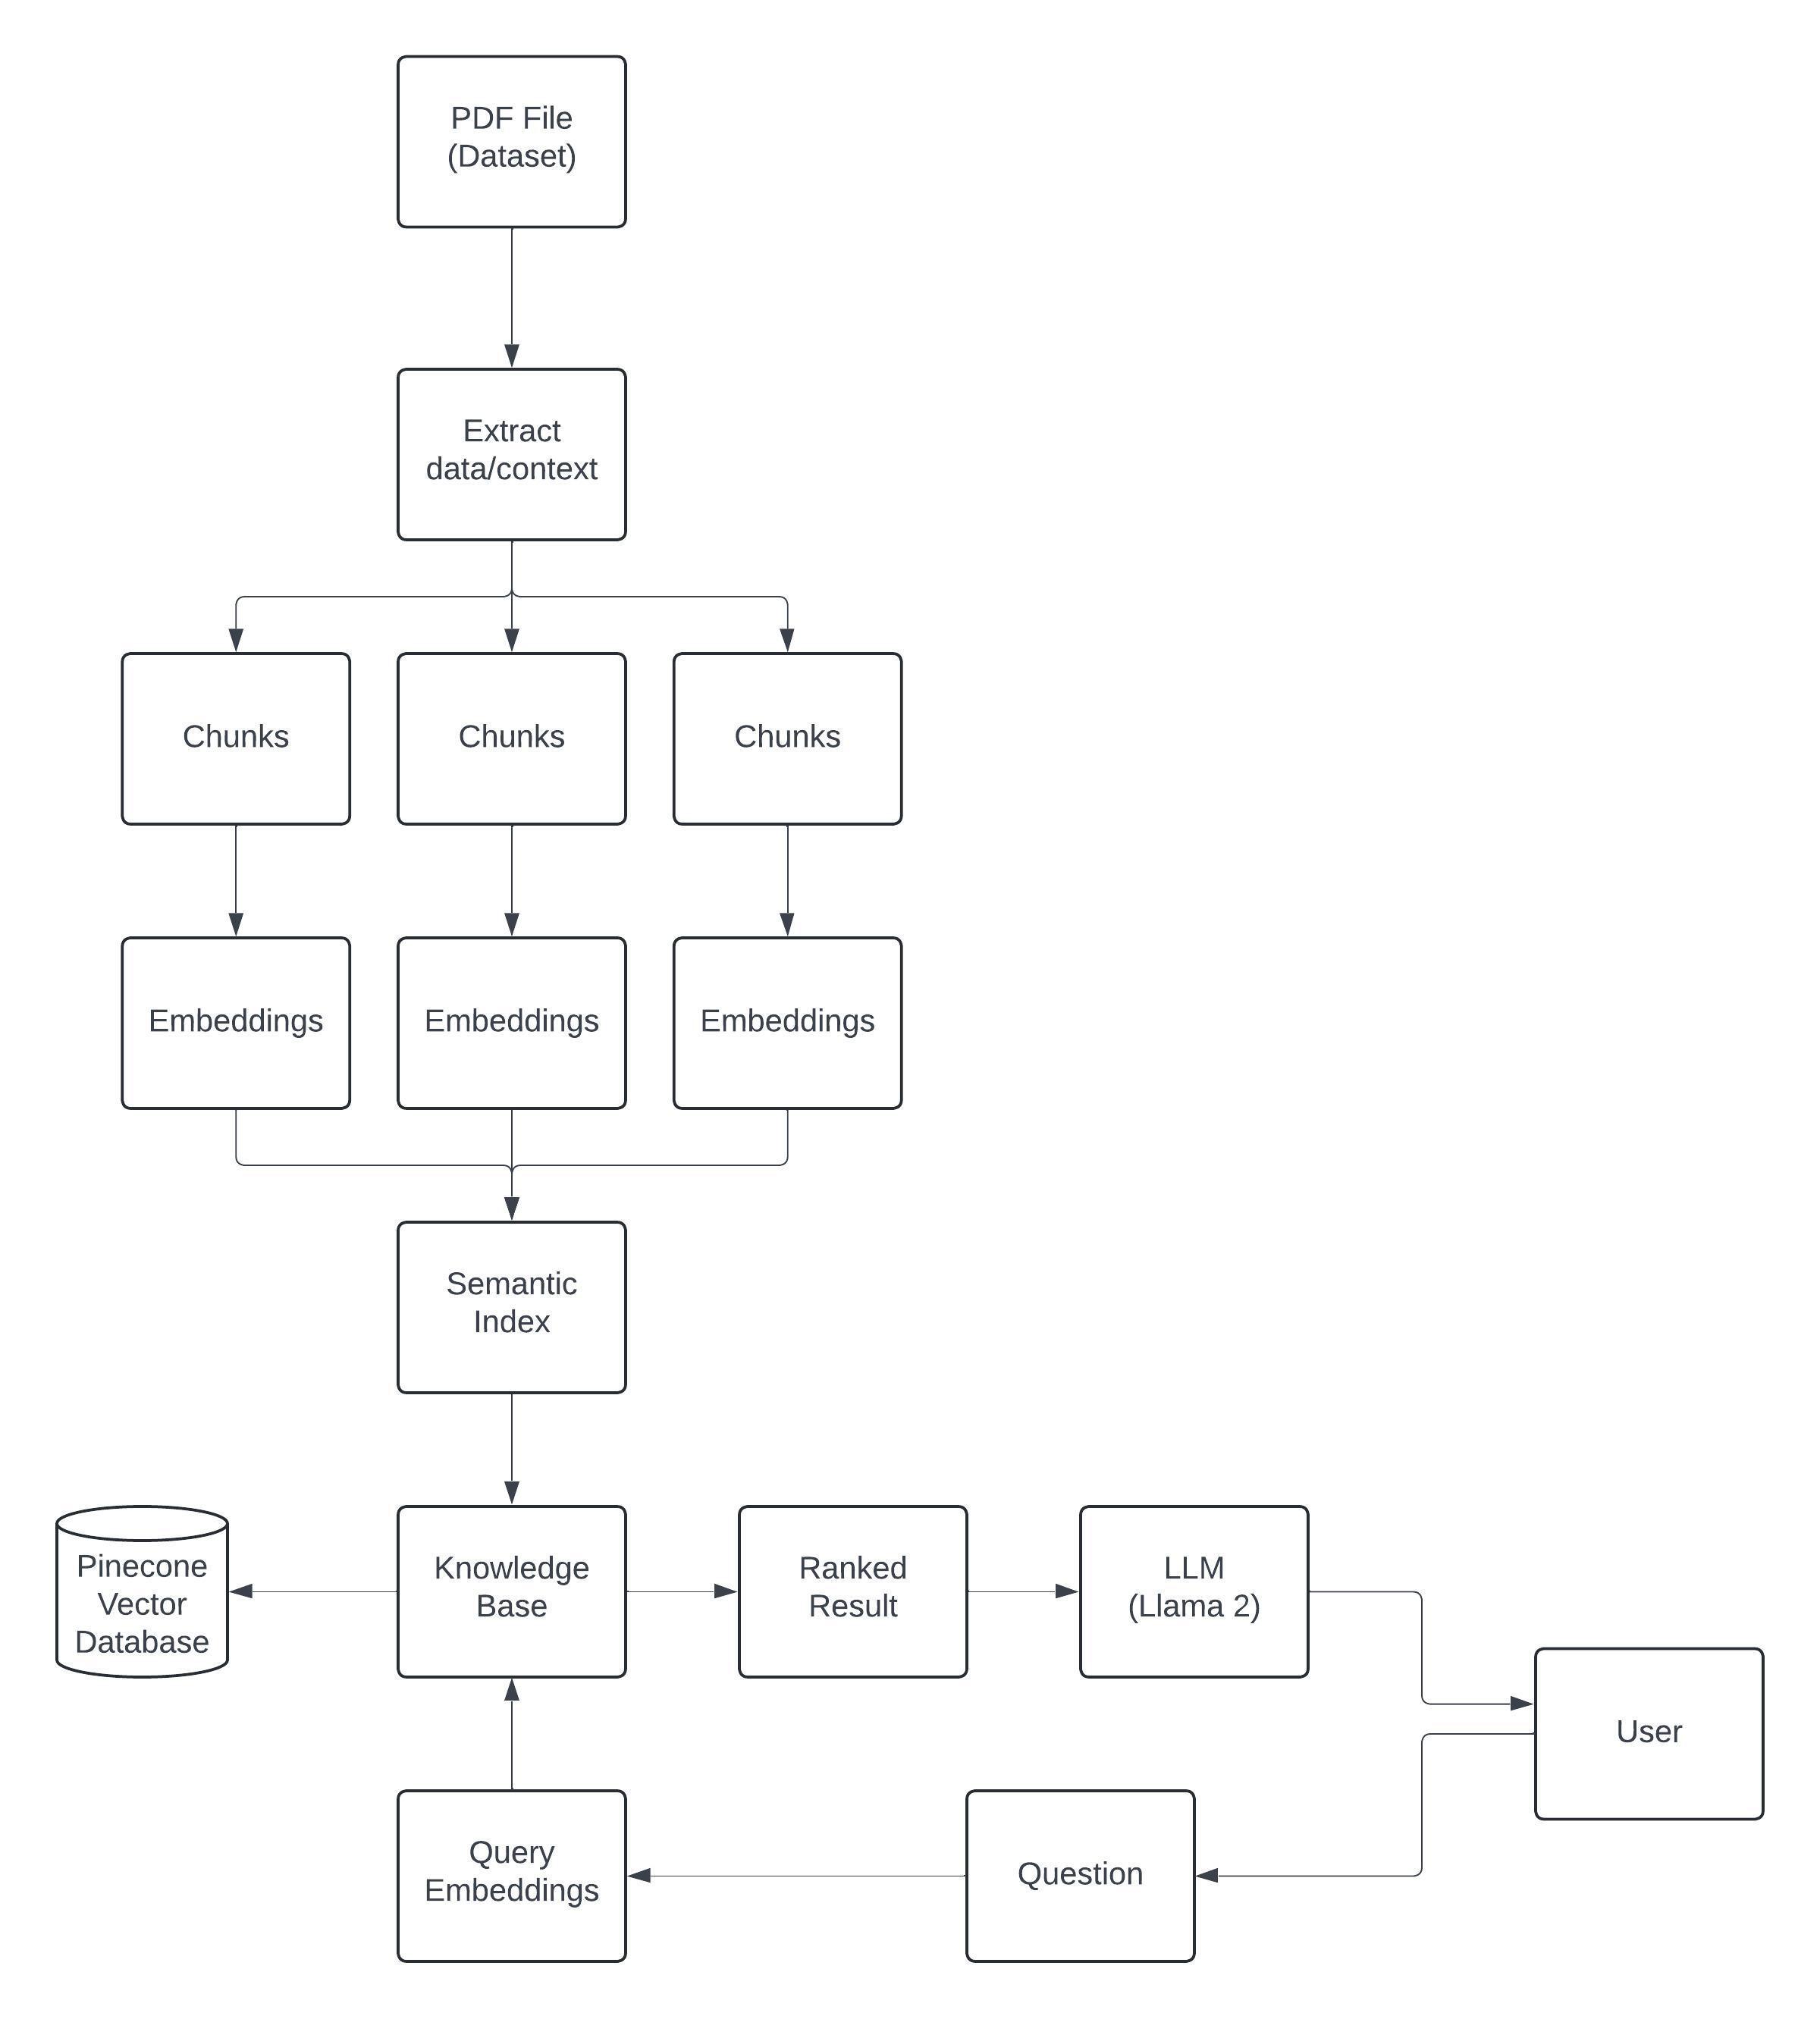 PDF File
(Dataset)
Extract
data/context
Chunks
Chunks
Chunks
Embeddings
Embeddings
Embeddings
Semantic
Index
Pinecone
Vector
Database
Knowledge
Base
Ranked
Result
LLM
(Llama 2)
User
Query
Embeddings
Question